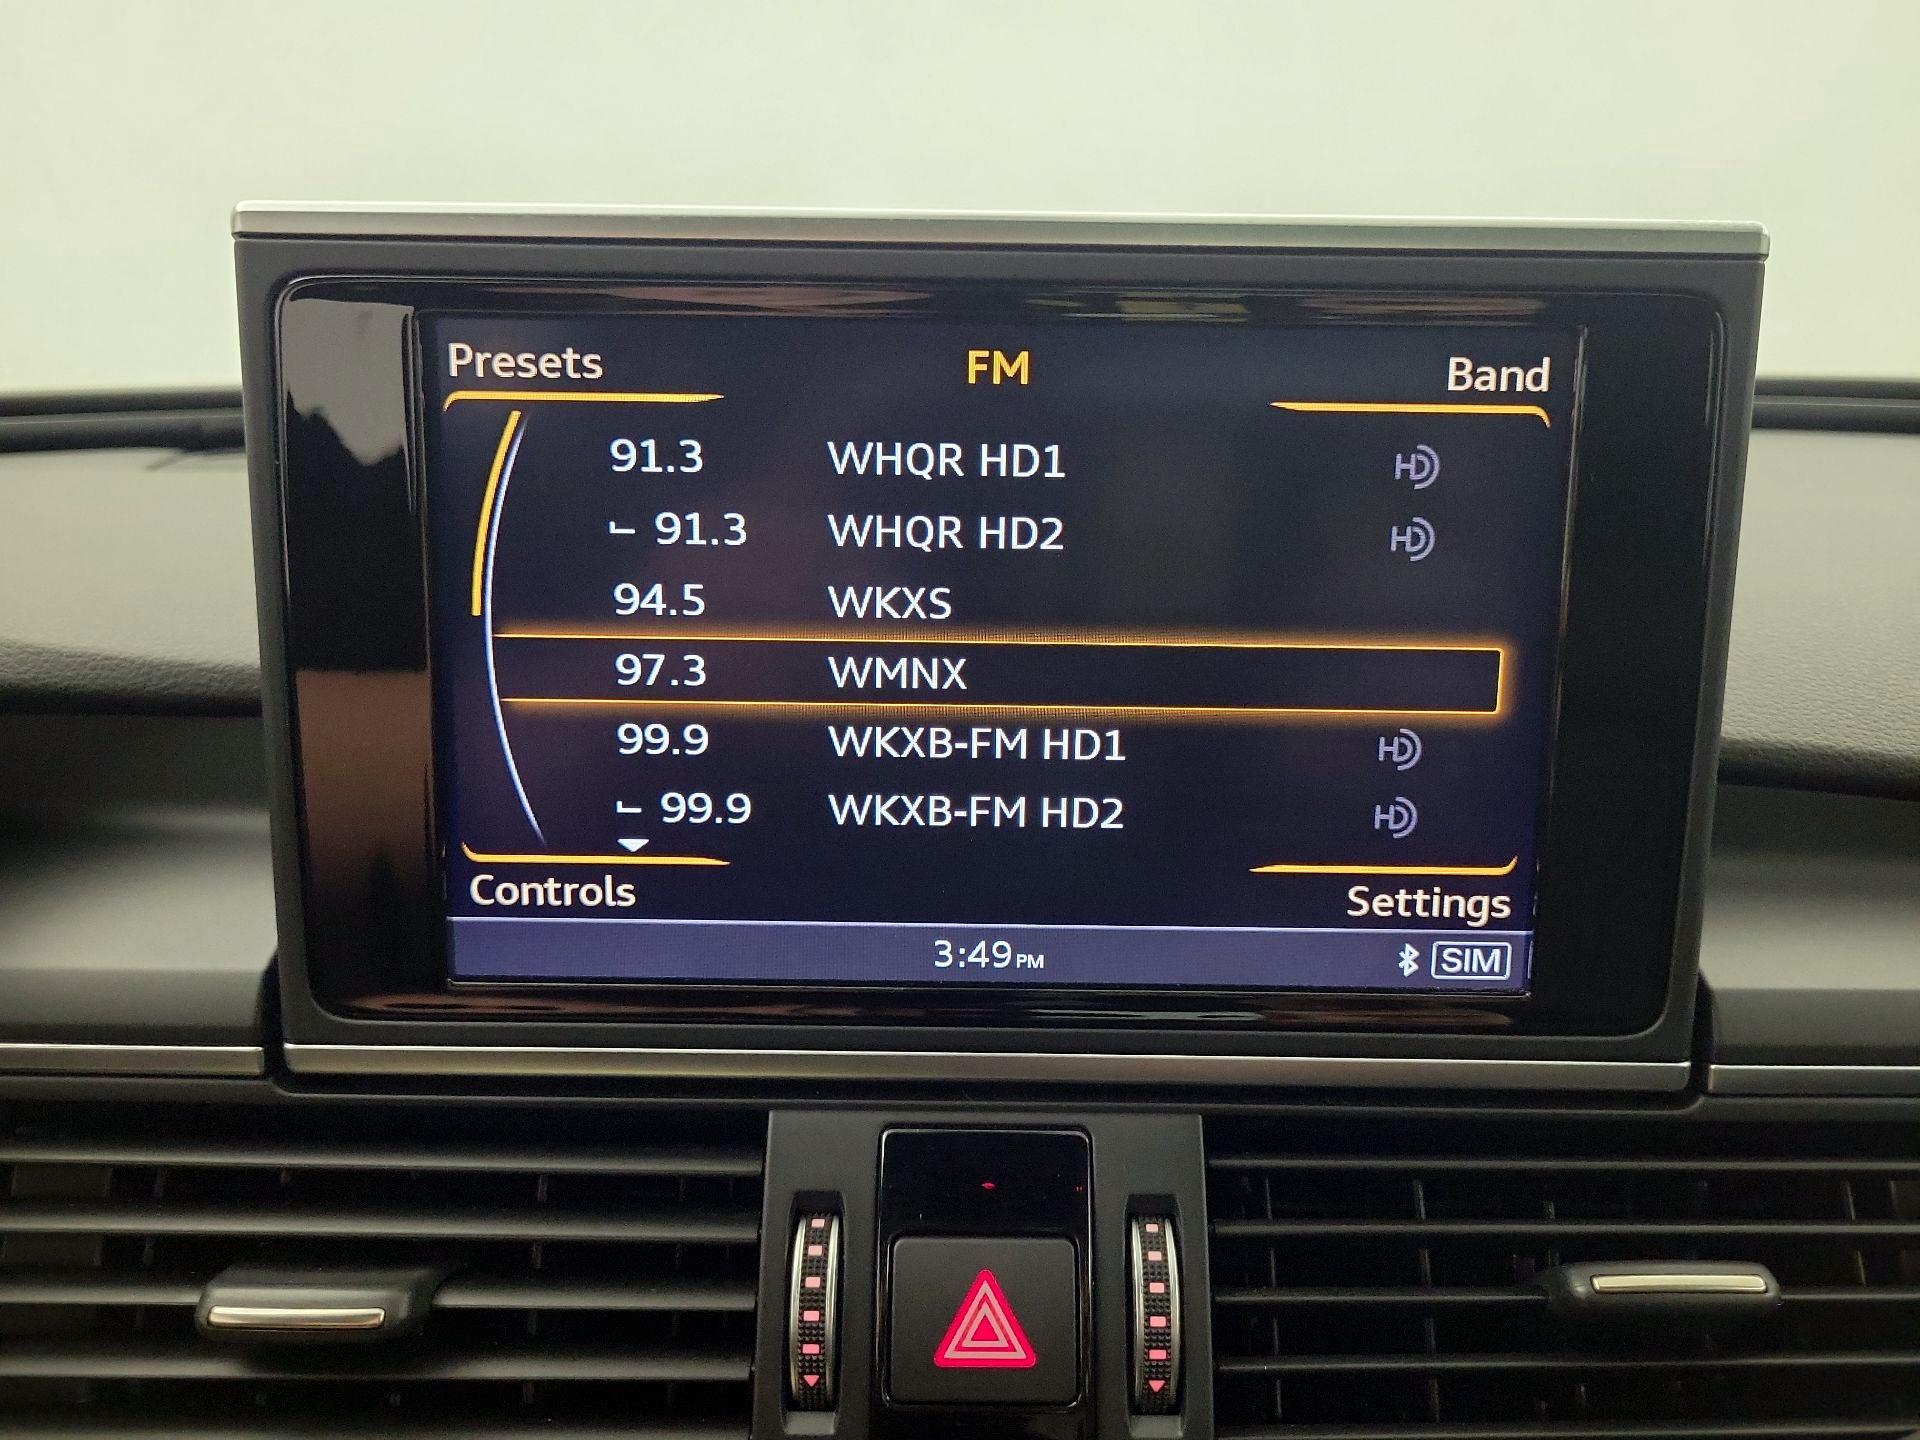 Presets FM Band
91.3 WHQR HD1 HD
91.3 WHQR HD2 HD
94.5 WKXS
97.3 WMNX
99.9 WKXB-FM HD1 HD
99.9 WKXB-FM HD2 HD
Controls Settings
3:49 PM SIM